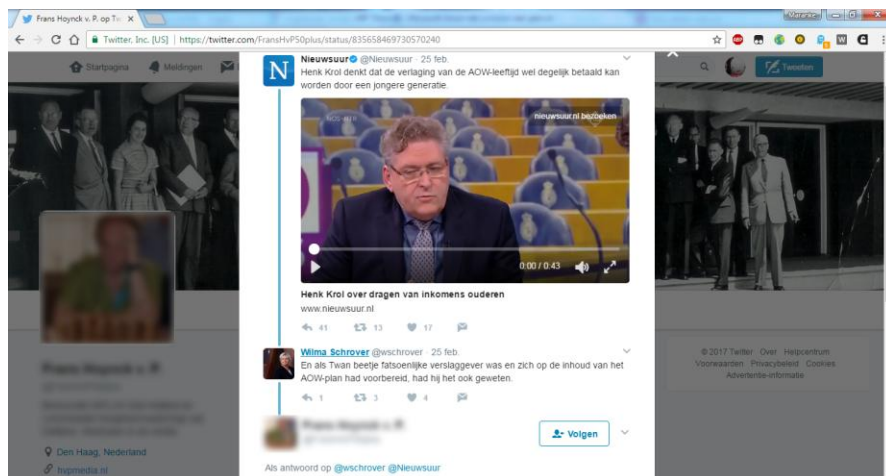 Frans Hoynck v. P. op Tw
Twitter, Inc. [US] | https://twitter.com/FransHvP50plus/status/835658469730570240
Startpagina Meldingen
Tweeten
Nieuwsuur @Nieuwsuur · 25 feb.
Henk Krol denkt dat de verlaging van de AOW-leeftijd wel degelijk betaald kan
worden door een jongere generatie.
nieuwsuur.nl bezoeken
0:00 / 0:43
Henk Krol over dragen van inkomens ouderen
www.nieuwsuur.nl
41 13 17
Wilma Schrover @wschrover · 25 feb.
En als Twan beetje fatsoenlijke verslaggever was en zich op de inhoud van het
AOW-plan had voorbereid, had hij het ook geweten.
1 3 4
Volgen
Als antwoord op @wschrover @Nieuwsuur
Den Haag, Nederland
hvpmedia.nl
© 2017 Twitter Over Helpcentrum
Voorwaarden Privacybeleid Cookies
Advertentie-informatie